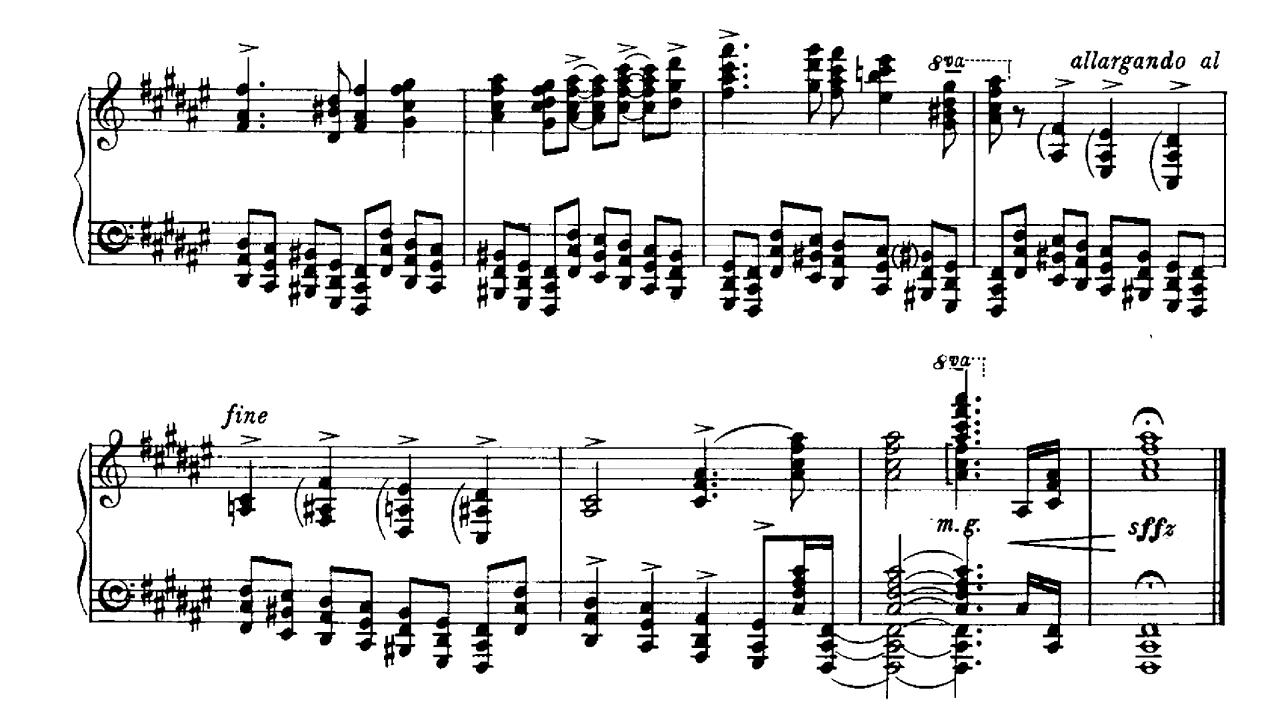 8va
allargando al
8va
fine
m. g.
sffz